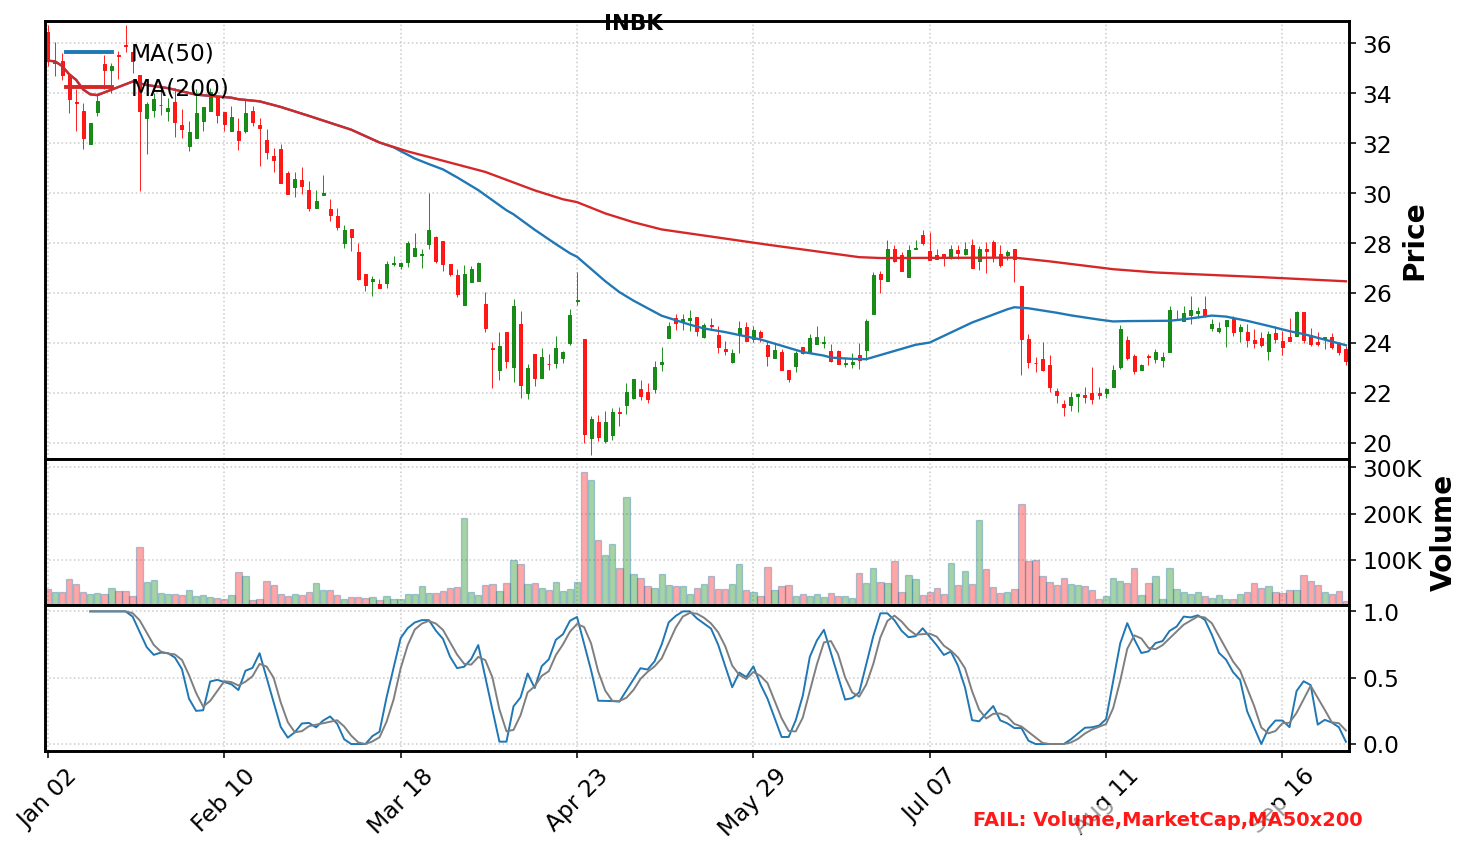 INBK
MA(50)
MA(200)
36
34
32
30
28
26
24
22
20
Price
300K
200K
100K
Volume
1.0
0.5
0.0
Jan 02
Feb 10
Mar 18
Apr 23
May 29
Jul 07
Aug 11
Sep 16
FAIL: Volume,MarketCap,MA50x200